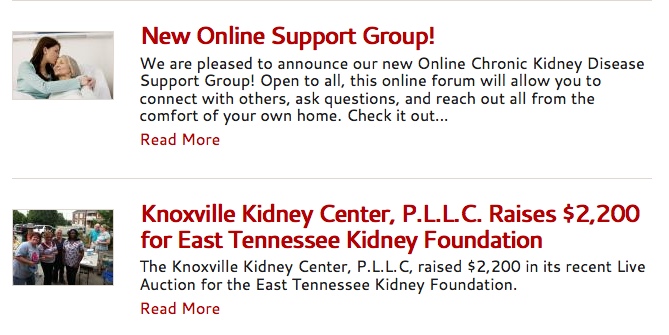 New Online Support Group!
We are pleased to announce our new Online Chronic Kidney Disease
Support Group! Open to all, this online forum will allow you to
connect with others, ask questions, and reach out all from the
comfort of your own home. Check it out...
Read More
Knoxville Kidney Center, P.L.L.C. Raises $2,200
for East Tennessee Kidney Foundation
The Knoxville Kidney Center, P.L.L.C, raised $2,200 in its recent Live
Auction for the East Tennessee Kidney Foundation.
Read More